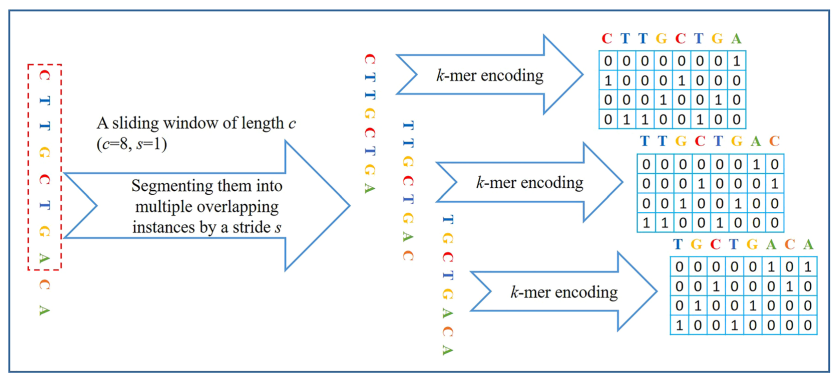 C T T G C T G A C A
A sliding window of length c
(c=8, s=1)
Segmenting them into
multiple overlapping
instances by a stride s
C T T G C T G A
T T G C T G A C
T G C T G A C A
k-mer encoding
C T T G C T G A
0 0 0 0 0 0 0 1
1 0 0 0 1 0 0 0
0 0 0 1 0 0 1 0
0 1 1 0 0 1 0 0
k-mer encoding
T T G C T G A C
0 0 0 0 0 0 1 0
0 0 0 1 0 0 0 1
0 0 1 0 0 1 0 0
1 1 0 0 1 0 0 0
k-mer encoding
T G C T G A C A
0 0 0 0 0 1 0 1
0 0 1 0 0 0 1 0
0 1 0 0 1 0 0 0
1 0 0 1 0 0 0 0